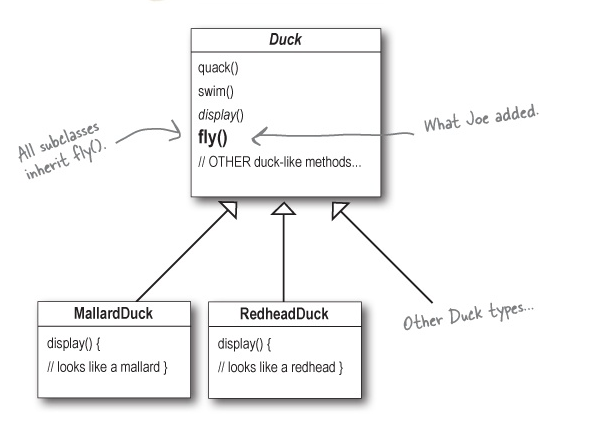 Duck
quack()
swim()
display()
fly()
// OTHER duck-like methods...
All subclasses
inherit fly().
What Joe added.
MallardDuck
display() {
// looks like a mallard }
RedheadDuck
display() {
// looks like a redhead }
Other Duck types...